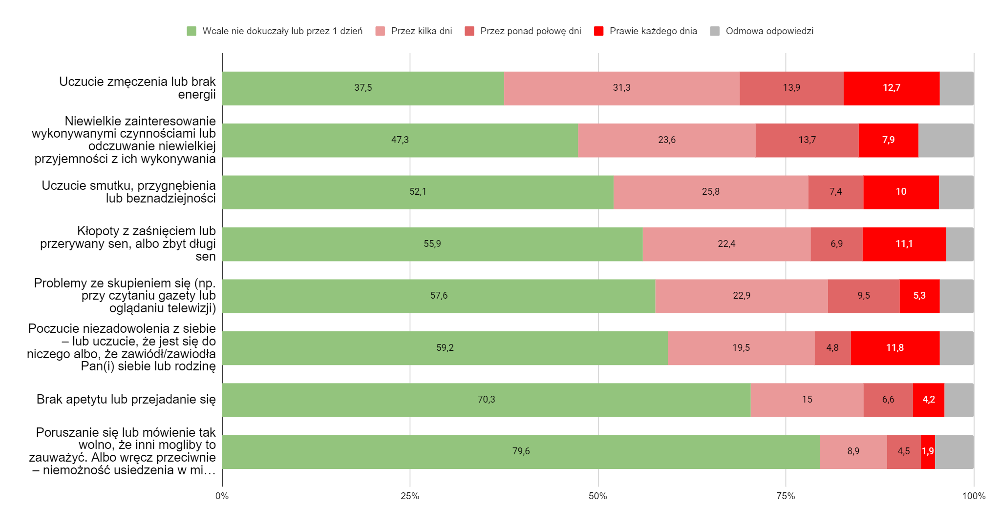 Wcale nie dokuczały lub przez 1 dzień Przez kilka dni Przez ponad połowę dni Prawie każdego dnia Odmowa odpowiedzi
Uczucie zmęczenia lub brak
energii
37,5 31,3 13,9 12,7
Niewielkie zainteresowanie
wykonywanymi czynnościami lub
odczuwanie niewielkiej
przyjemności z ich wykonywania
47,3 23,6 13,7 7,9
Uczucie smutku, przygnębienia
lub beznadziejności
52,1 25,8 7,4 10
Kłopoty z zaśnięciem lub
przerywany sen, albo zbyt długi
sen
55,9 22,4 6,9 11,1
Problemy ze skupieniem się (np.
przy czytaniu gazety lub
oglądaniu telewizji)
57,6 22,9 9,5 5,3
Poczucie niezadowolenia z siebie
– lub uczucie, że jest się do
niczego albo, że zawiódł/zawiodła
Pan(i) siebie lub rodzinę
59,2 19,5 4,8 11,8
Brak apetytu lub przejadanie się
70,3 15 6,6 4,2
Poruszanie się lub mówienie tak
wolno, że inni mogliby to
zauważyć. Albo wręcz przeciwnie
– niemożność usiedzenia w mi…
79,6 8,9 4,5 1,9
0% 25% 50% 75% 100%